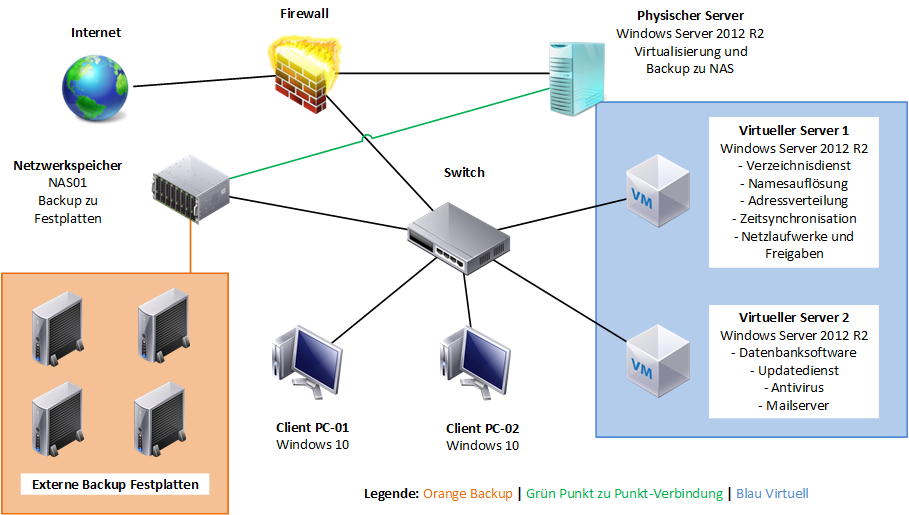 Internet
Firewall
Physischer Server
Windows Server 2012 R2
Virtualisierung und
Backup zu NAS
Netzwerkspeicher
NAS01
Backup zu
Festplatten
Switch
VM
Virtueller Server 1
Windows Server 2012 R2
- Verzeichnisdienst
- Namesauflösung
- Adressverteilung
- Zeitsynchronisation
- Netzlaufwerke und
Freigaben
VM
Virtueller Server 2
Windows Server 2012 R2
- Datenbanksoftware
- Updatedienst
- Antivirus
- Mailserver
Client PC-01
Windows 10
Client PC-02
Windows 10
Externe Backup Festplatten
Legende: Orange Backup | Grün Punkt zu Punkt-Verbindung | Blau Virtuell